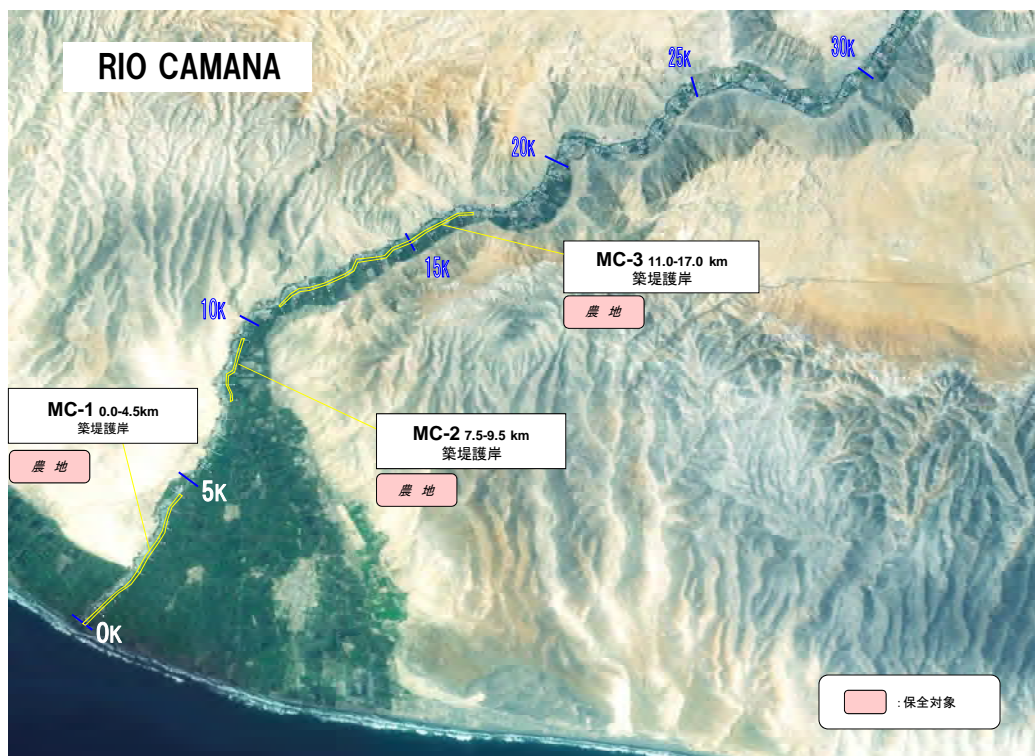 RIO CAMANA
25K
30K
20K
15K
MC-3 11.0-17.0 km
築堤護岸
農 地
10K
MC-1 0.0-4.5km
築堤護岸
農 地
MC-2 7.5-9.5 km
築堤護岸
農 地
5K
0K
:保全対象